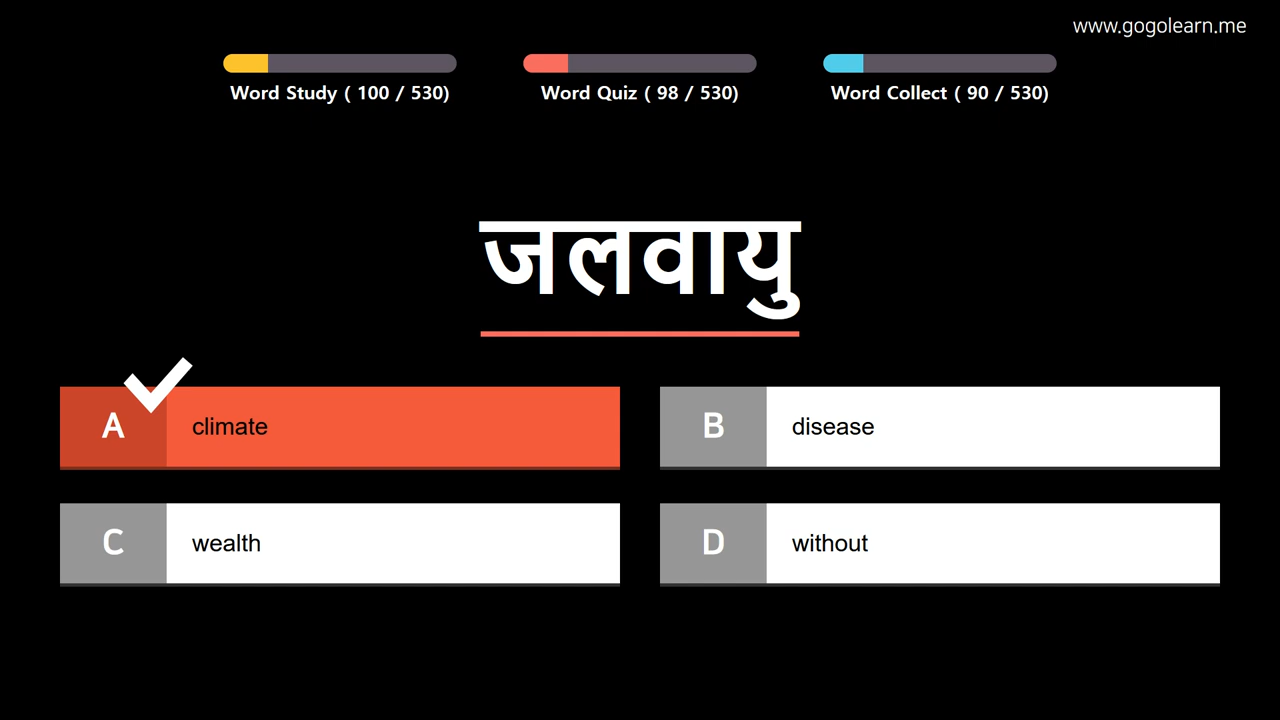 www.gogolearn.me
Word Study ( 100 / 530)
Word Quiz ( 98 / 530)
Word Collect ( 90 / 530)
जलवायु
A climate
B disease
C wealth
D without